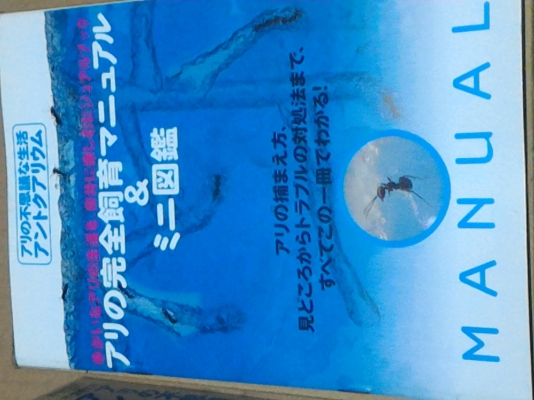 アリの不思議な生活
アントクアリウム
アリの完全飼育マニュアル
&
ミニ図鑑
アリの捕まえ方、
見どころからトラブルの対処法まで、
すべてこの一冊でわかる!
MANUAL